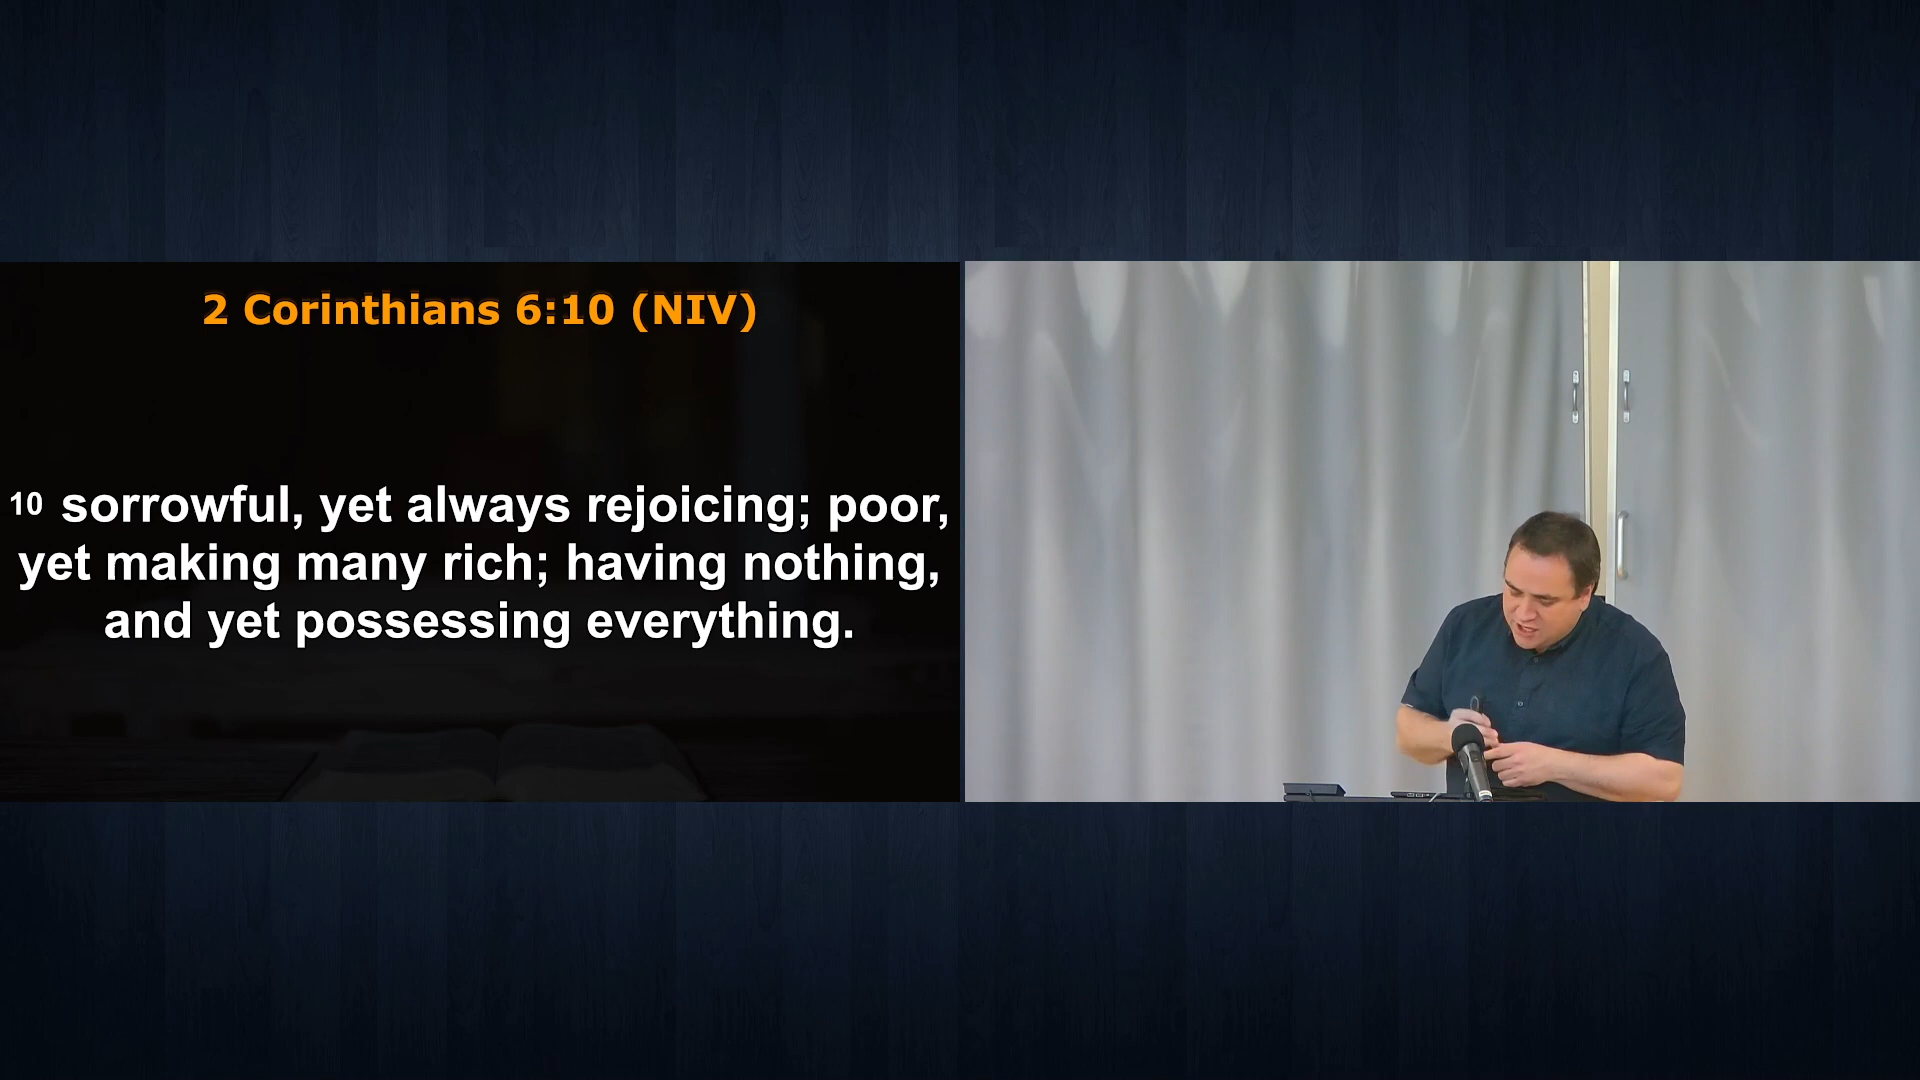 2 Corinthians 6:10 (NIV)
10 sorrowful, yet always rejoicing; poor,
yet making many rich; having nothing,
and yet possessing everything.